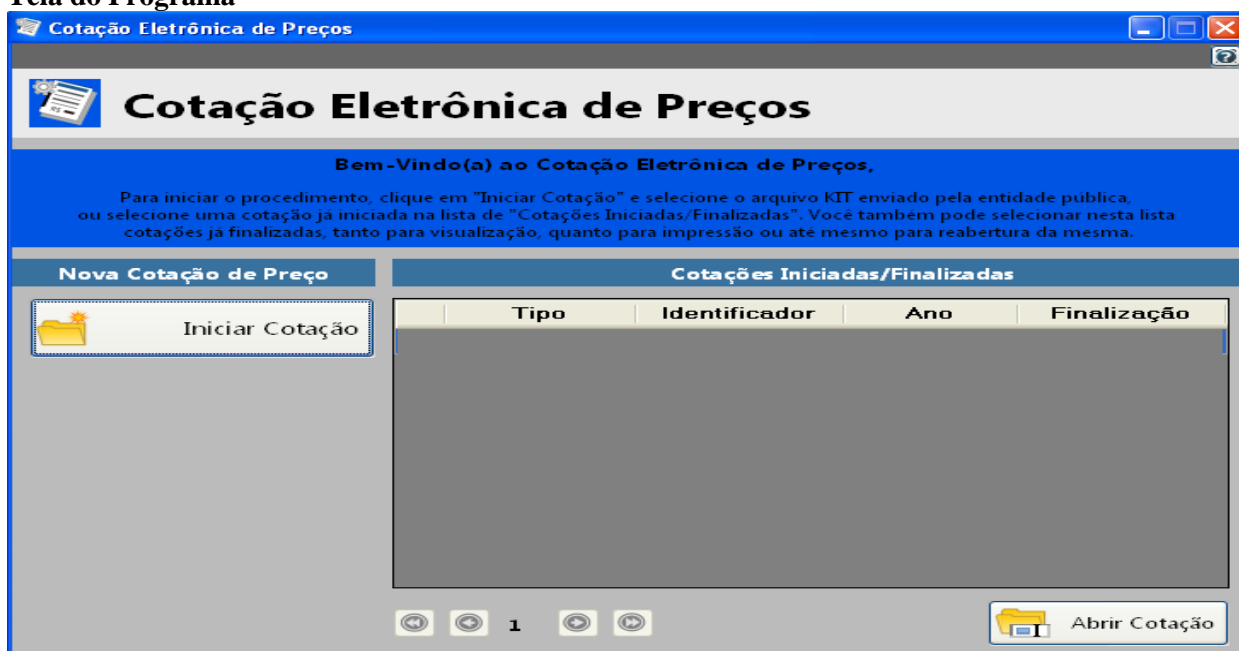 Tela do Programa
Cotação Eletrônica de Preços
Cotação Eletrônica de Preços
Bem-Vindo(a) ao Cotação Eletrônica de Preços,
Para iniciar o procedimento, clique em "Iniciar Cotação" e selecione o arquivo KIT enviado pela entidade pública,
ou selecione uma cotação já iniciada na lista de "Cotações Iniciadas/Finalizadas". Você também pode selecionar nesta lista
cotações já finalizadas, tanto para visualização, quanto para impressão ou até mesmo para reabertura da mesma.
Nova Cotação de Preço
Cotações Iniciadas/Finalizadas
Iniciar Cotação
Tipo Identificador Ano Finalização
1
Abrir Cotação